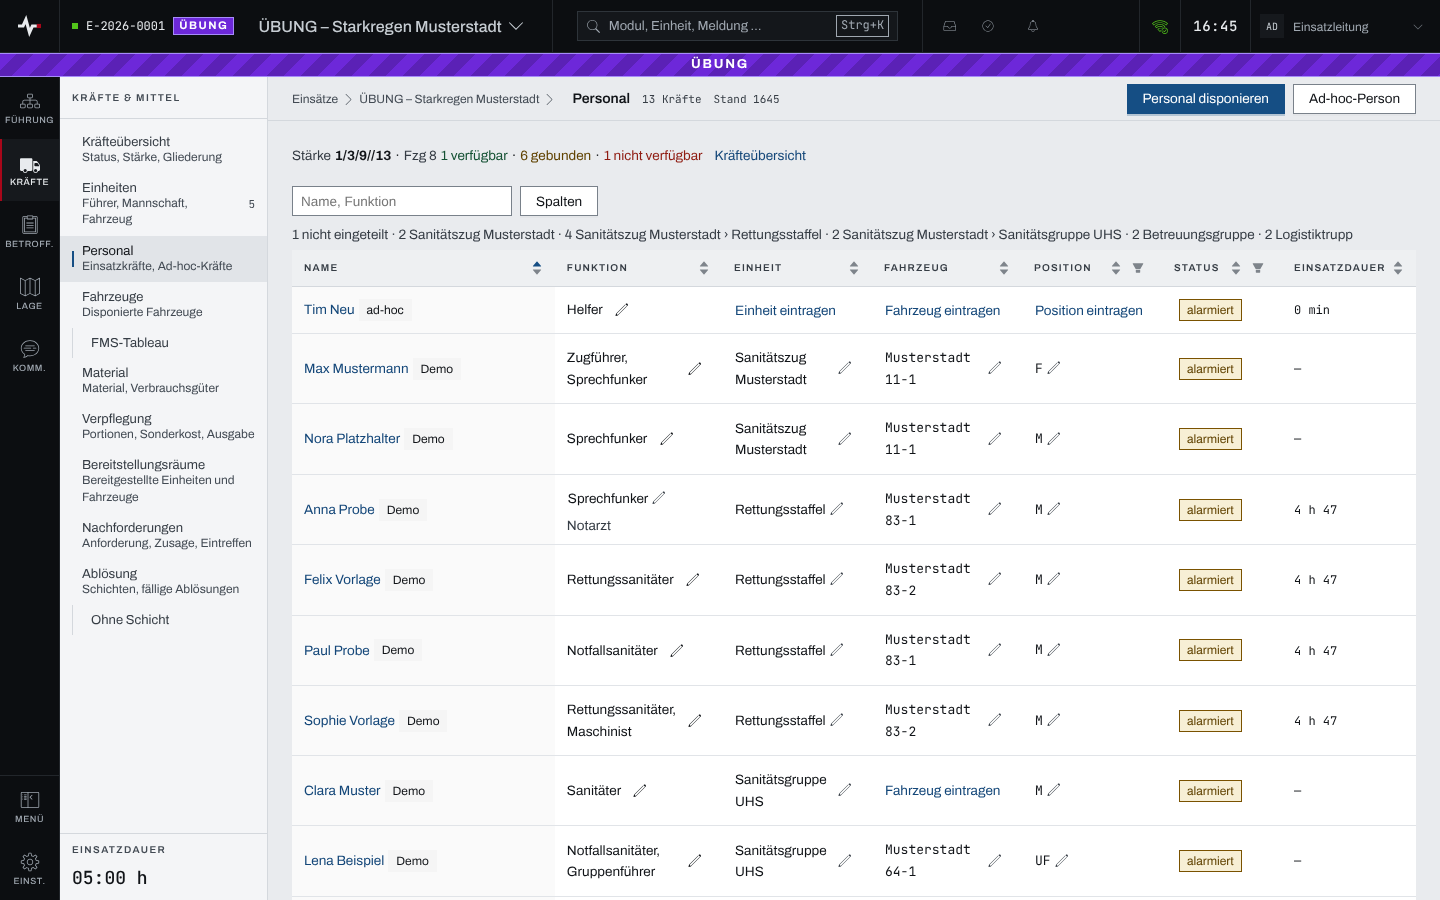 E-2026-0001 ÜBUNG ÜBUNG – Starkregen Musterstadt Modul, Einheit, Meldung ... Strg+K 16:45 AD Einsatzleitung
ÜBUNG
FÜHRUNG
KRÄFTE
BETROFF.
LAGE
KOMM.
MENÜ
EINST.
KRÄFTE & MITTEL
Kräfteübersicht
Status, Stärke, Gliederung
Einheiten
Führer, Mannschaft,
Fahrzeug
5
Personal
Einsatzkräfte, Ad-hoc-Kräfte
Fahrzeuge
Disponierte Fahrzeuge
FMS-Tableau
Material
Material, Verbrauchsgüter
Verpflegung
Portionen, Sonderkost, Ausgabe
Bereitstellungsräume
Bereitgestellte Einheiten und
Fahrzeuge
Nachforderungen
Anforderung, Zusage, Eintreffen
Ablösung
Schichten, fällige Ablösungen
Ohne Schicht
EINSATZDAUER
05:00 h
Einsätze ÜBUNG – Starkregen Musterstadt Personal 13 Kräfte Stand 1645 Personal disponieren Ad-hoc-Person
Stärke 1/3/9//13 · Fzg 8 1 verfügbar · 6 gebunden · 1 nicht verfügbar Kräfteübersicht
Name, Funktion Spalten
1 nicht eingeteilt · 2 Sanitätszug Musterstadt · 4 Sanitätszug Musterstadt › Rettungsstaffel · 2 Sanitätszug Musterstadt › Sanitätsgruppe UHS · 2 Betreuungsgruppe · 2 Logistiktrupp
NAME FUNKTION EINHEIT FAHRZEUG POSITION STATUS EINSATZDAUER
Tim Neu ad-hoc Helfer Einheit eintragen Fahrzeug eintragen Position eintragen alarmiert 0 min
Max Mustermann Demo Zugführer, Sprechfunker Sanitätszug Musterstadt Musterstadt 11-1 F alarmiert –
Nora Platzhalter Demo Sprechfunker Sanitätszug Musterstadt Musterstadt 11-1 M alarmiert –
Anna Probe Demo Sprechfunker Notarzt Rettungsstaffel Musterstadt 83-1 M alarmiert 4 h 47
Felix Vorlage Demo Rettungssanitäter Rettungsstaffel Musterstadt 83-2 M alarmiert 4 h 47
Paul Probe Demo Notfallsanitäter Rettungsstaffel Musterstadt 83-1 M alarmiert 4 h 47
Sophie Vorlage Demo Rettungssanitäter, Maschinist Rettungsstaffel Musterstadt 83-2 M alarmiert 4 h 47
Clara Muster Demo Sanitäter Sanitätsgruppe UHS Fahrzeug eintragen M alarmiert –
Lena Beispiel Demo Notfallsanitäter, Gruppenführer Sanitätsgruppe UHS Musterstadt 64-1 UF alarmiert –